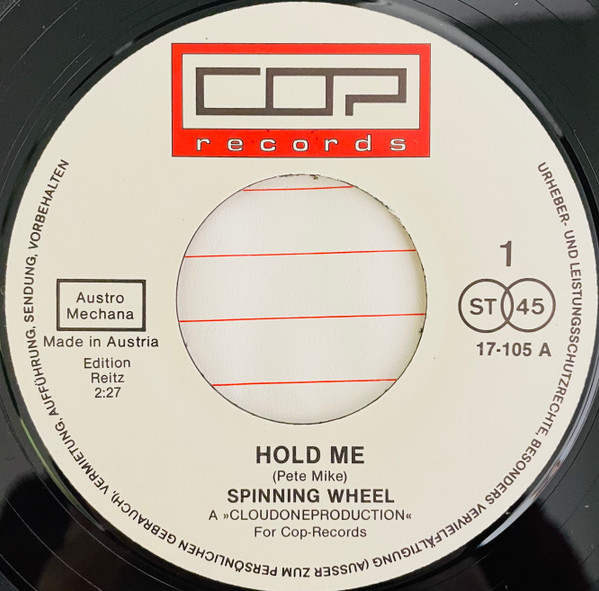 COP
records
URHEBER- UND LEISTUNGSSCHUTZRECHTE, BESONDERS VERVIELFÄLTIGUNG (AUSSER ZUM PERSÖNLICHEN GEBRAUCH), VERMIETUNG, AUFFÜHRUNG, SENDUNG, VORBEHALTEN
1
Austro
Mechana
ST 45
Made in Austria
17-105 A
Edition
Reitz
2:27
HOLD ME
(Pete Mike)
SPINNING WHEEL
A »CLOUDONEPRODUCTION«
For Cop-Records